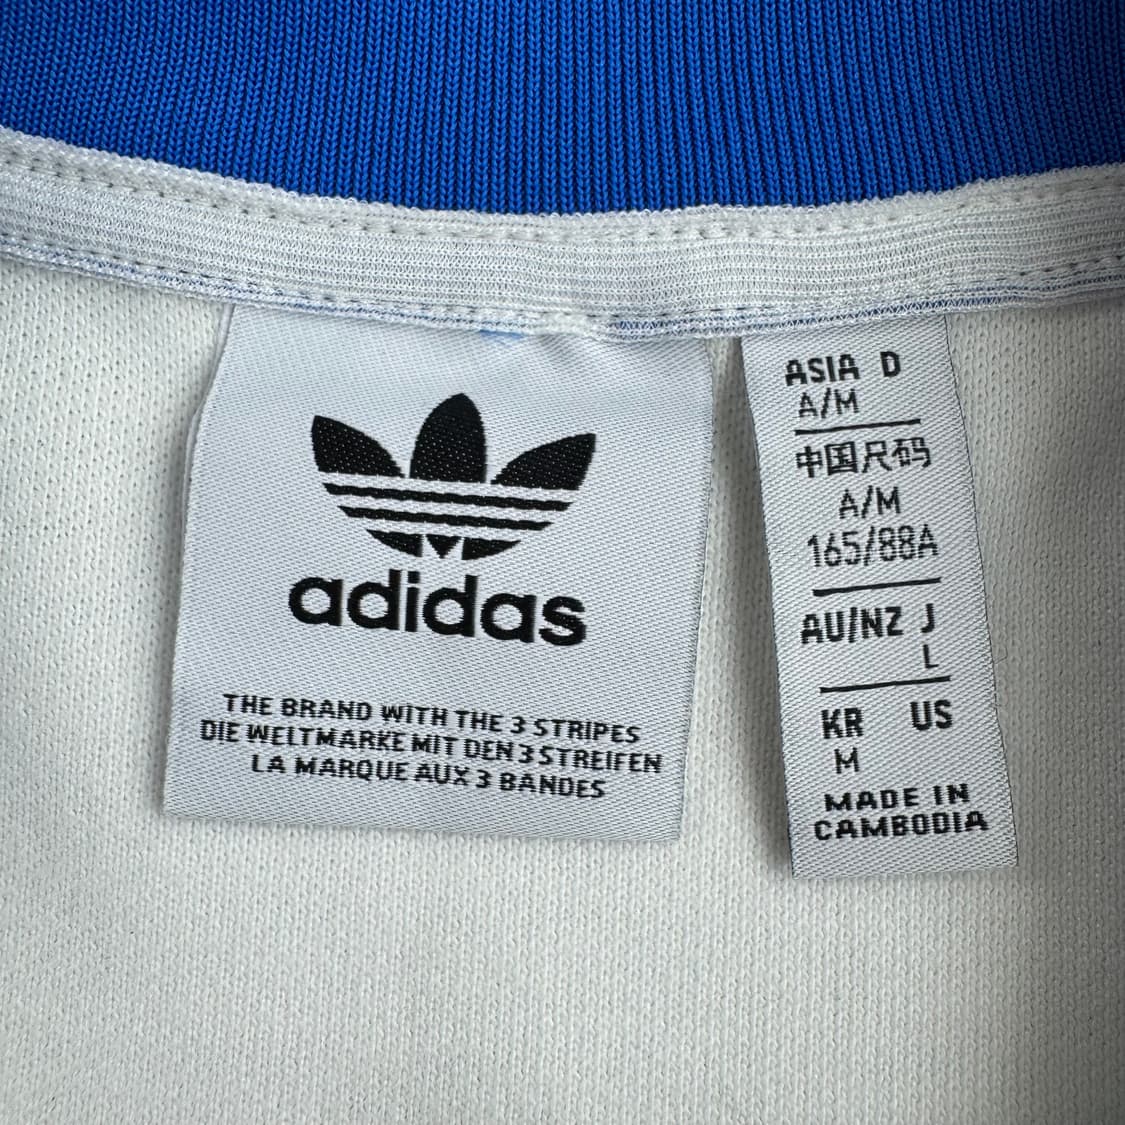 adidas
THE BRAND WITH THE 3 STRIPES
DIE WELTMARKE MIT DEN 3 STREIFEN
LA MARQUE AUX 3 BANDES
ASIA D
A/M
中国尺码
A/M
165/88A
AU/NZ J
L
KR US
M
MADE IN
CAMBODIA